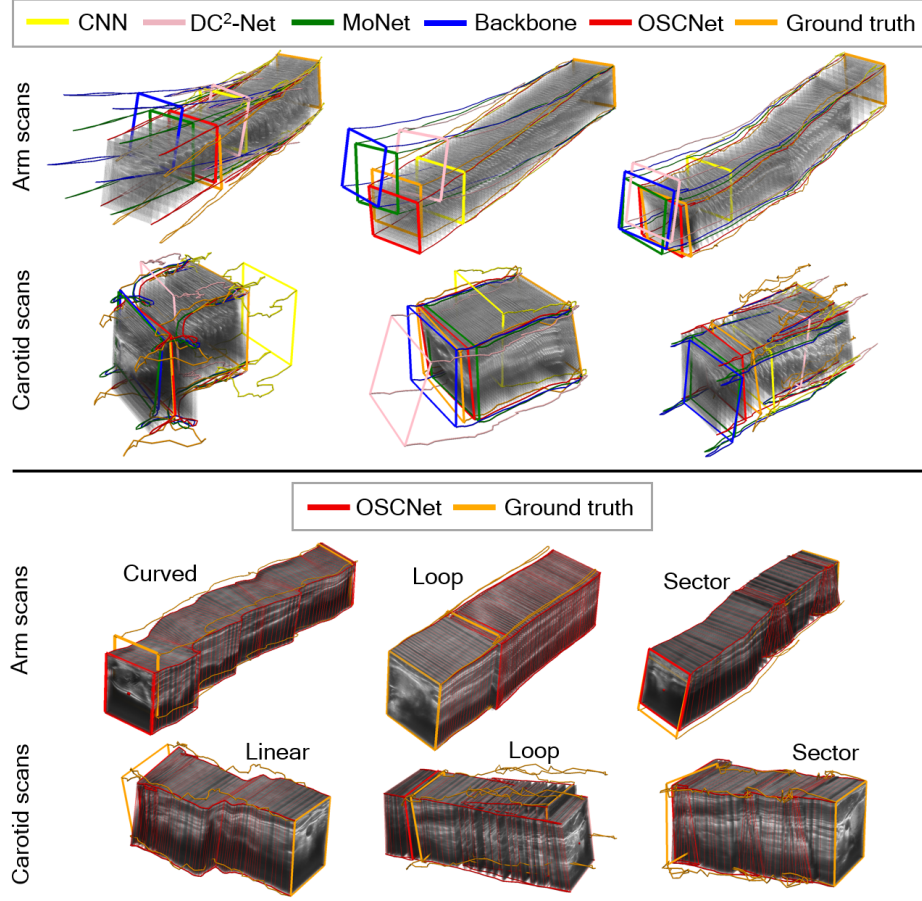 CNN DC²-Net MoNet Backbone OSCNet Ground truth
Arm scans
Carotid scans
OSCNet Ground truth
Arm scans
Curved Loop Sector
Carotid scans
Linear Loop Sector